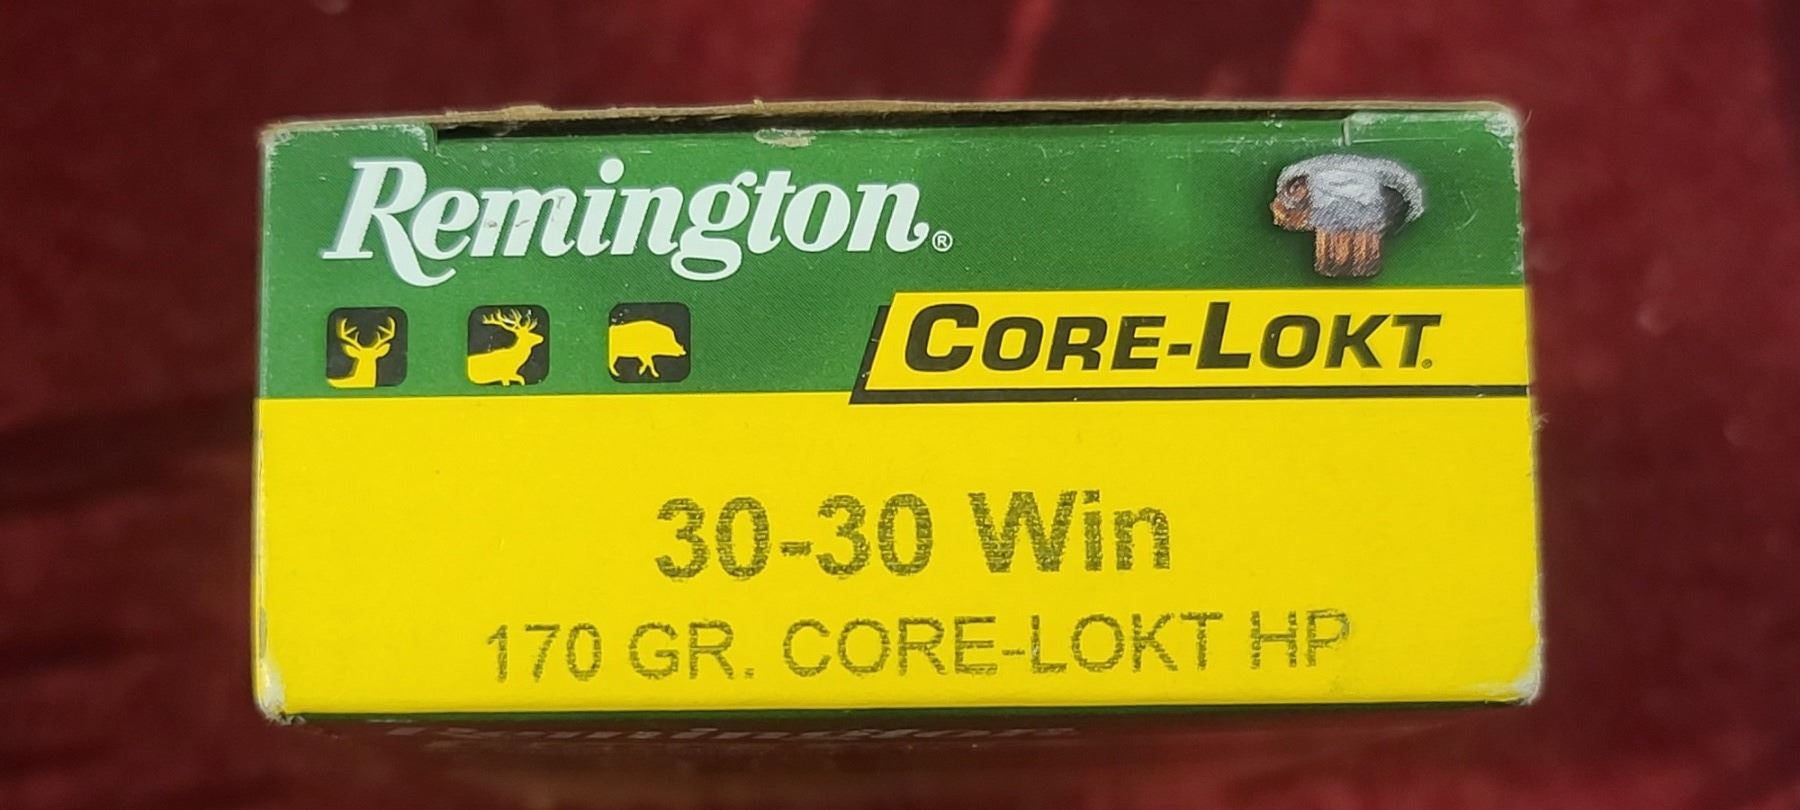 Remington®
CORE-LOKT®
30-30 Win
170 GR. CORE-LOKT HP